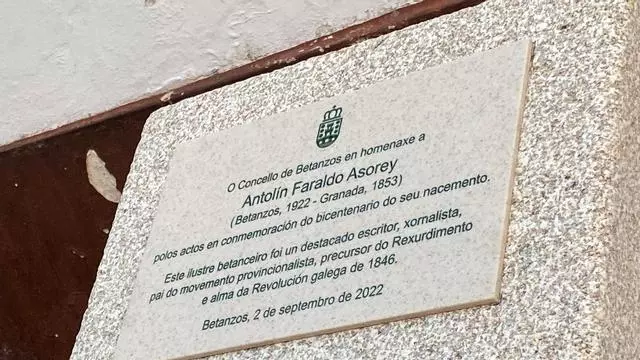 O Concello de Betanzos en homenaxe a
Antolín Faraldo Asorey
(Betanzos, 1922 - Granada, 1853)
polos actos en conmemoración do bicentenario do seu nacemento.
Este ilustre betanceiro foi un destacado escritor, xornalista,
pai do movemento provincionalista, precursor do Rexurdimento
e alma da Revolución galega de 1846.
Betanzos, 2 de setembro de 2022